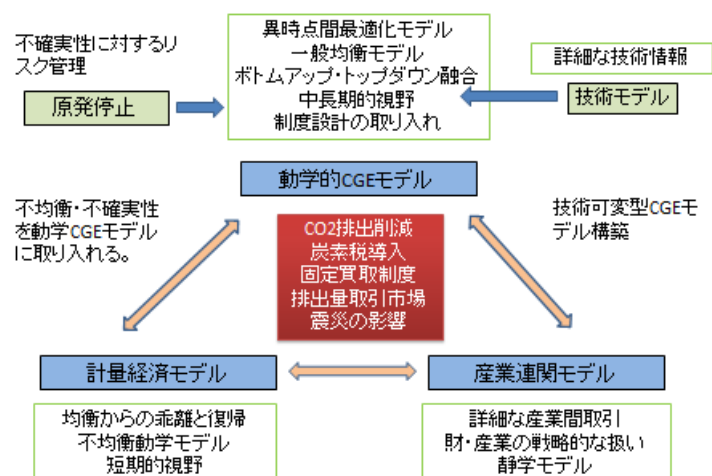 不確実性に対するリ
スク管理
原発停止
異時点間最適化モデル
一般均衡モデル
ボトムアップ・トップダウン融合
中長期的視野
制度設計の取り入れ
詳細な技術情報
技術モデル
動学的CGEモデル
不均衡・不確実性
を動学CGEモデル
に取り入れる。
CO2排出削減
炭素税導入
固定買取制度
排出量取引市場
震災の影響
技術可変型CGEモ
デル構築
計量経済モデル
産業連関モデル
均衡からの乖離と復帰
不均衡動学モデル
短期的視野
詳細な産業間取引
財・産業の戦略的な扱い
静学モデル